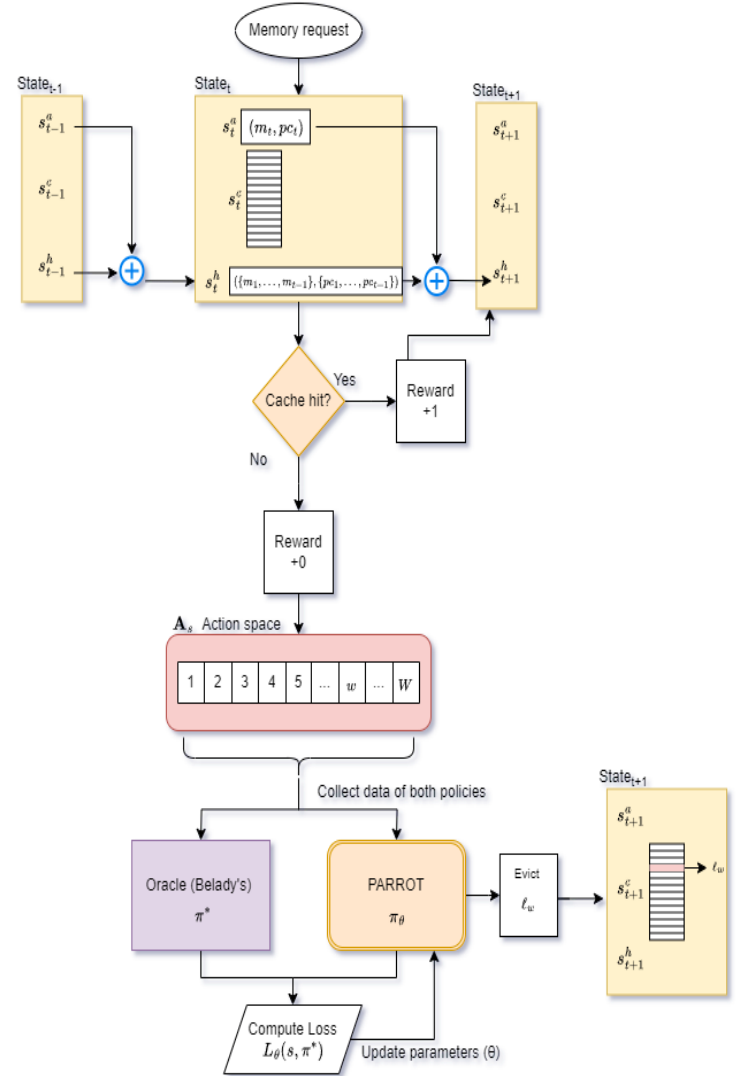 Memory request
State_{t-1}
State_t
State_{t+1}
s^a_{t-1}
s^a_t (m_t, pc_t)
s^a_{t+1}
s^c_{t-1}
s^c_t
s^c_{t+1}
s^h_{t-1}
s^h_t ({m_1, ..., m_{t-1}}, {pc_1, ..., pc_{t-1}})
s^h_{t+1}
Cache hit?
Yes
Reward
+1
No
Reward
+0
A_s Action space
1 2 3 4 5 ... w ... W
Collect data of both policies
Oracle (Belady's)
π*
PARROT
π_θ
Evict
ℓ_w
State_{t+1}
s^a_{t+1}
ℓ_w
s^c_{t+1}
s^h_{t+1}
Compute Loss
L_θ(s, π*)
Update parameters (θ)